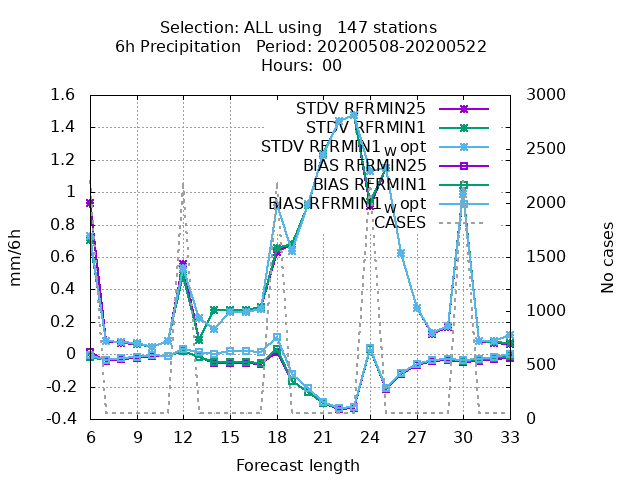 Selection: ALL using   147 stations
6h Precipitation   Period: 20200508-20200522
Hours: 00
STDV RFRMIN25
STDV RFRMIN1
STDV RFRMIN1_w opt
BIAS RFRMIN25
BIAS RFRMIN1
BIAS RFRMIN1_w opt
CASES
1.6
1.4
1.2
1
0.8
0.6
0.4
0.2
0
-0.2
-0.4
mm/6h
3000
2500
2000
1500
1000
500
0
No cases
6 9 12 15 18 21 24 27 30 33
Forecast length